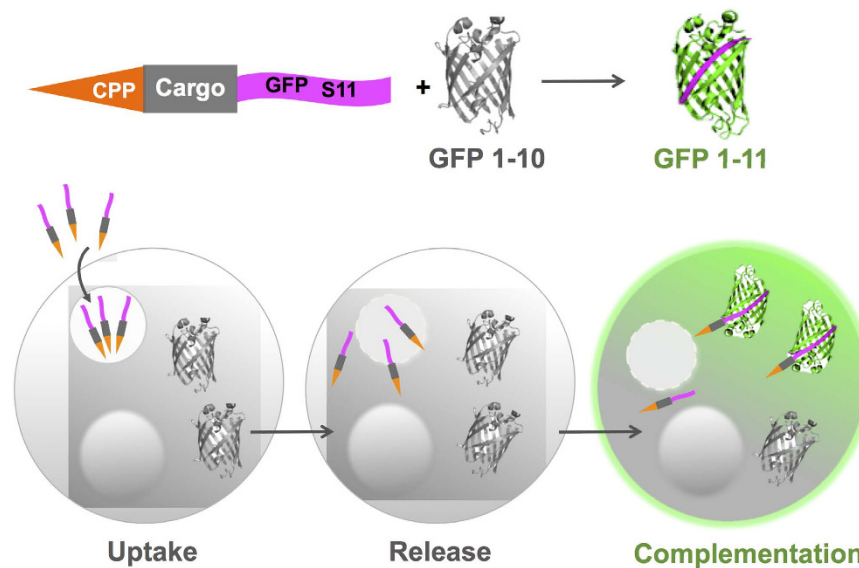 CPP Cargo GFP S11 +
GFP 1-10 GFP 1-11
Uptake Release Complementation